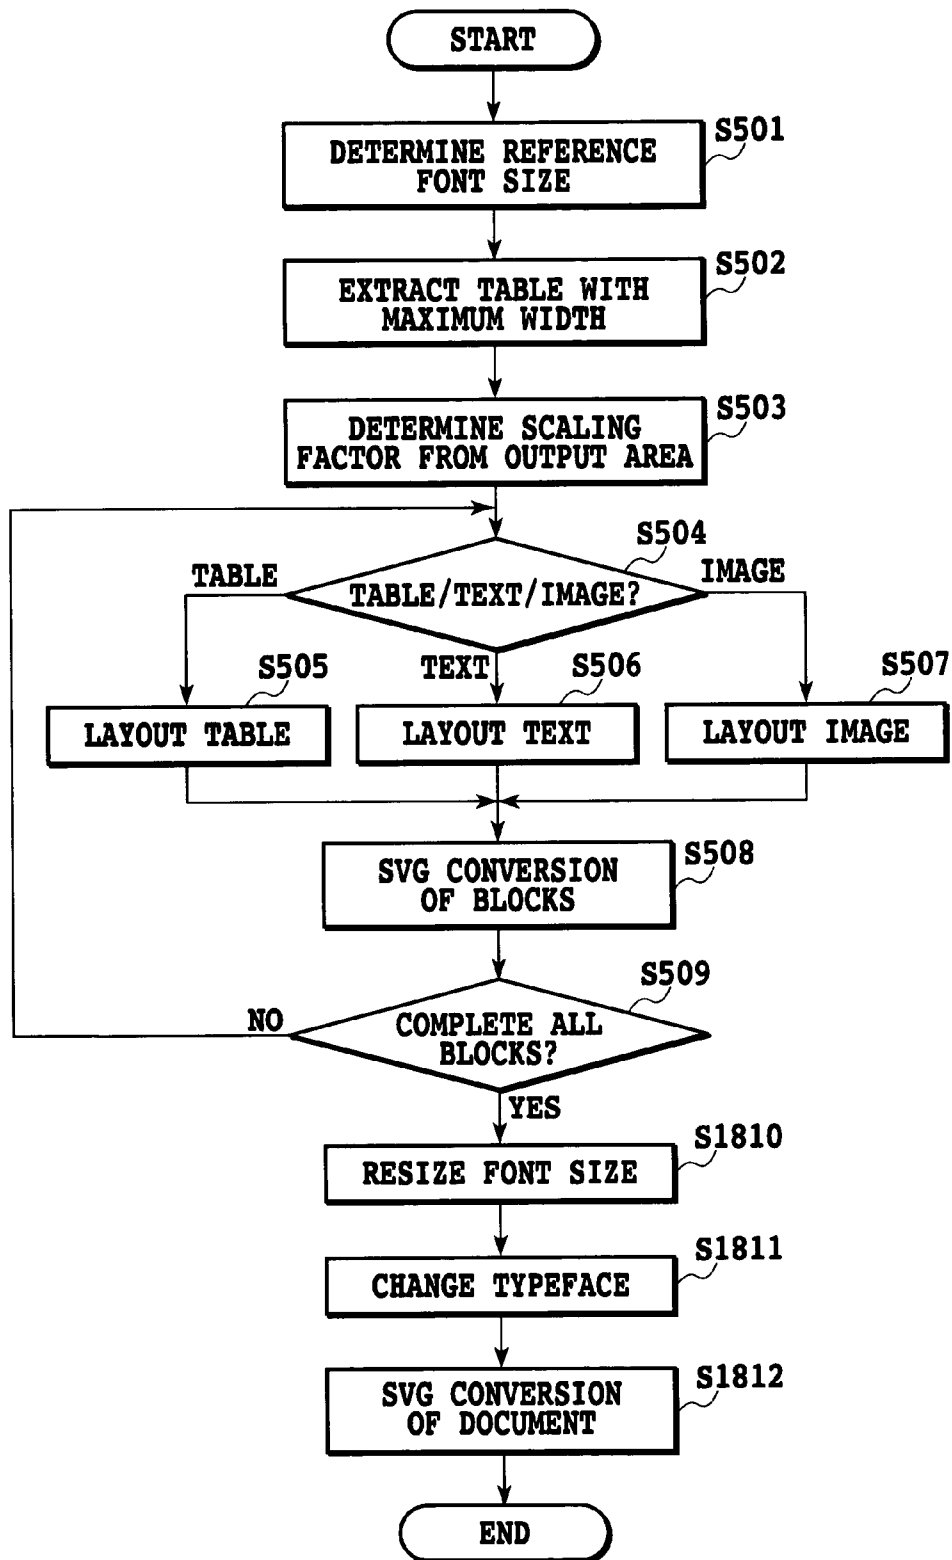 START
S501
DETERMINE REFERENCE
FONT SIZE
S502
EXTRACT TABLE WITH
MAXIMUM WIDTH
S503
DETERMINE SCALING
FACTOR FROM OUTPUT AREA
S504
TABLE
TABLE/TEXT/IMAGE?
IMAGE
TEXT
S505
S506
S507
LAYOUT TABLE
LAYOUT TEXT
LAYOUT IMAGE
S508
SVG CONVERSION
OF BLOCKS
S509
NO
COMPLETE ALL
BLOCKS?
YES
S1810
RESIZE FONT SIZE
S1811
CHANGE TYPEFACE
S1812
SVG CONVERSION
OF DOCUMENT
END